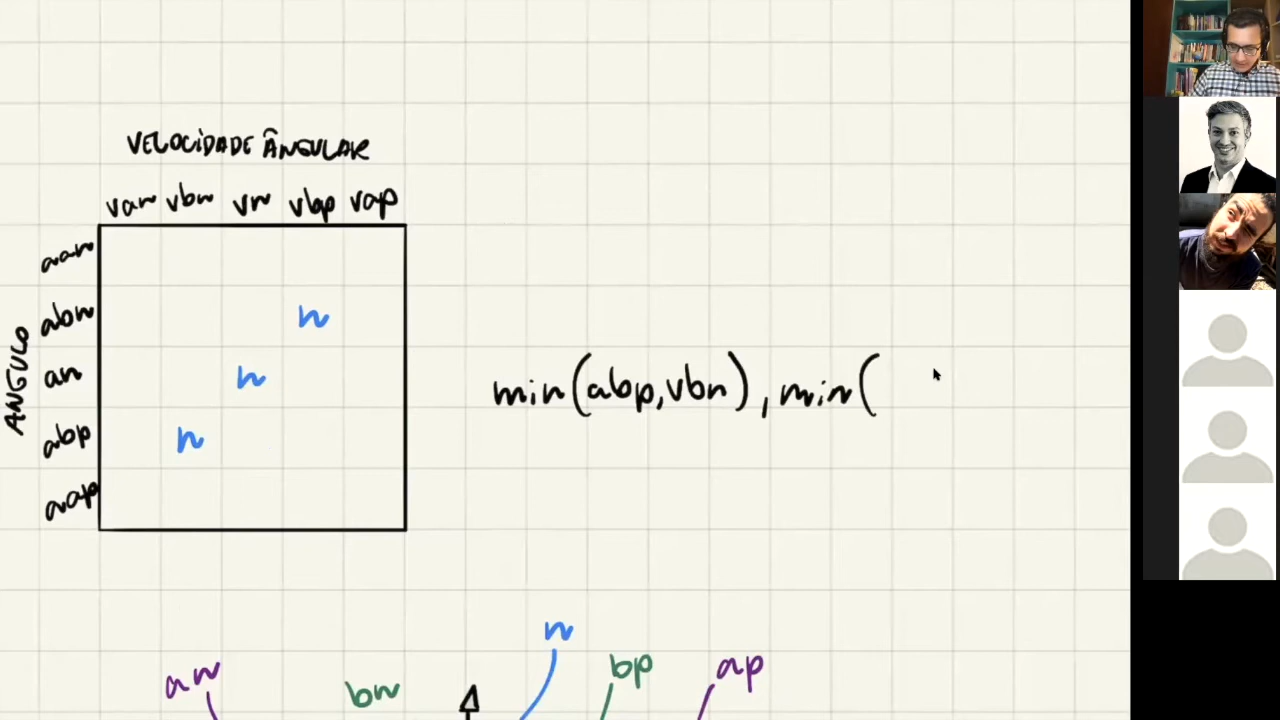 VELOCIDADE ÂNGULAR
van vbn vn vbp vap
ANGULO
aan
abn n
an n
abp n
aap
min(abp,vbn), min(
n
an bn bp ap